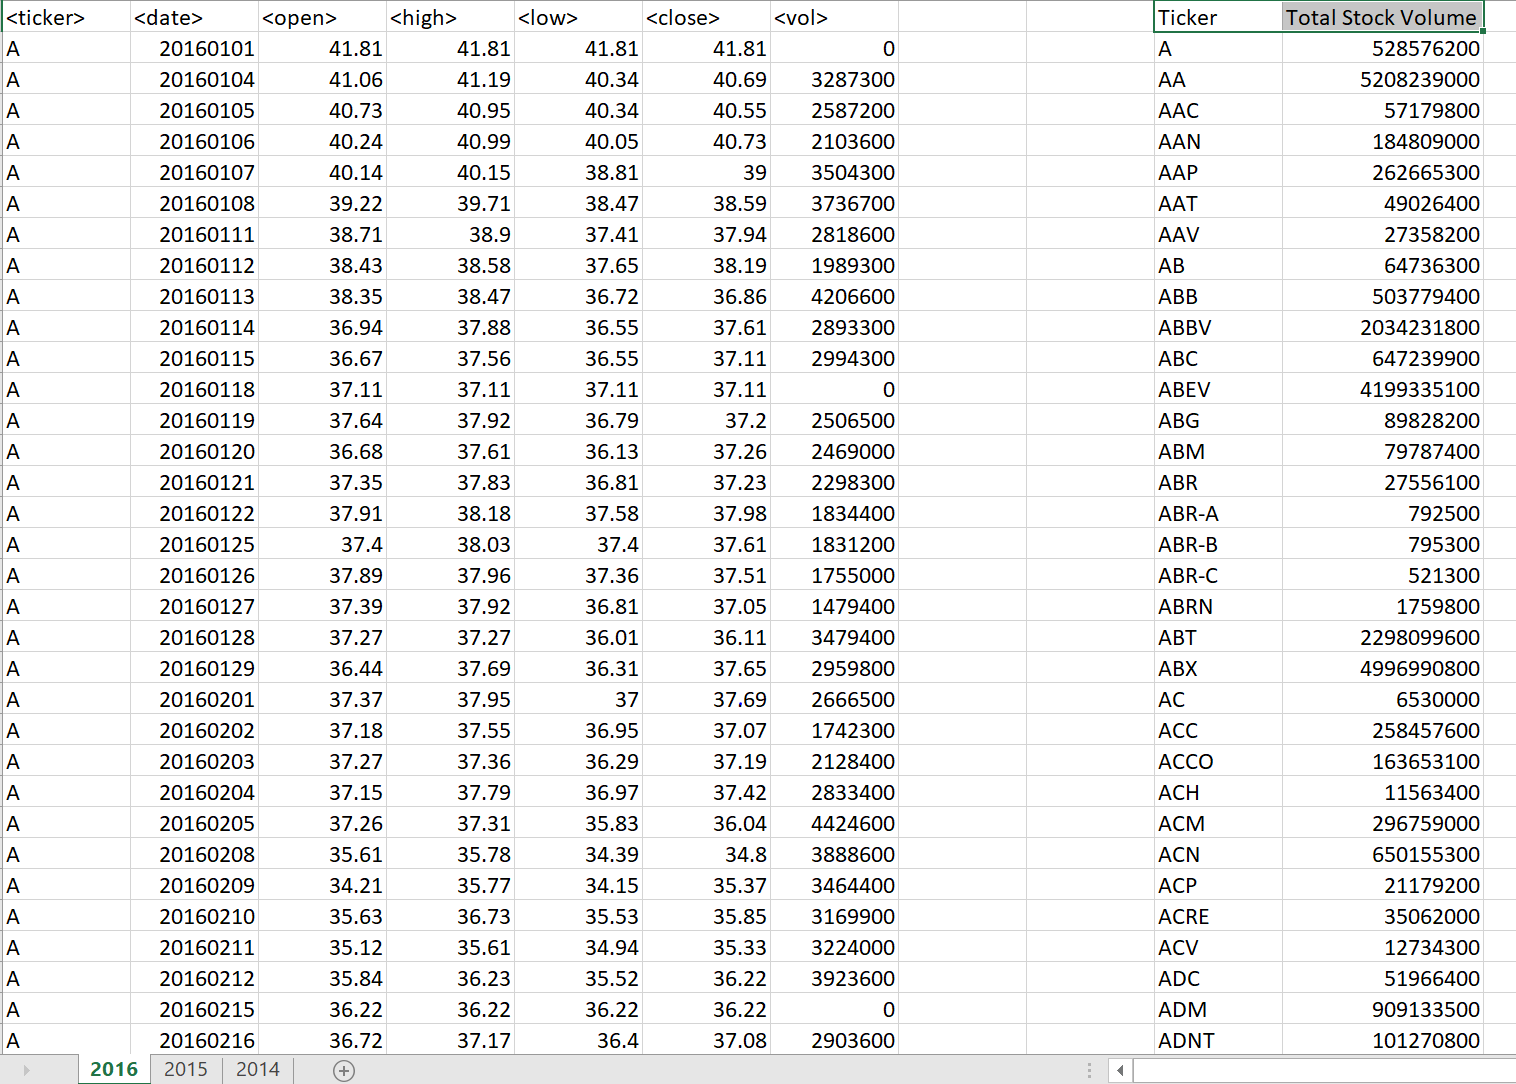 <ticker> <date> <open> <high> <low> <close> <vol> Ticker Total Stock Volume
A 20160101 41.81 41.81 41.81 41.81 0 A 528576200
A 20160104 41.06 41.19 40.34 40.69 3287300 AA 5208239000
A 20160105 40.73 40.95 40.34 40.55 2587200 AAC 57179800
A 20160106 40.24 40.99 40.05 40.73 2103600 AAN 184809000
A 20160107 40.14 40.15 38.81 39 3504300 AAP 262665300
A 20160108 39.22 39.71 38.47 38.59 3736700 AAT 49026400
A 20160111 38.71 38.9 37.41 37.94 2818600 AAV 27358200
A 20160112 38.43 38.58 37.65 38.19 1989300 AB 64736300
A 20160113 38.35 38.47 36.72 36.86 4206600 ABB 503779400
A 20160114 36.94 37.88 36.55 37.61 2893300 ABBV 2034231800
A 20160115 36.67 37.56 36.55 37.11 2994300 ABC 647239900
A 20160118 37.11 37.11 37.11 37.11 0 ABEV 4199335100
A 20160119 37.64 37.92 36.79 37.2 2506500 ABG 89828200
A 20160120 36.68 37.61 36.13 37.26 2469000 ABM 79787400
A 20160121 37.35 37.83 36.81 37.23 2298300 ABR 27556100
A 20160122 37.91 38.18 37.58 37.98 1834400 ABR-A 792500
A 20160125 37.4 38.03 37.4 37.61 1831200 ABR-B 795300
A 20160126 37.89 37.96 37.36 37.51 1755000 ABR-C 521300
A 20160127 37.39 37.92 36.81 37.05 1479400 ABRN 1759800
A 20160128 37.27 37.27 36.01 36.11 3479400 ABT 2298099600
A 20160129 36.44 37.69 36.31 37.65 2959800 ABX 4996990800
A 20160201 37.37 37.95 37 37.69 2666500 AC 6530000
A 20160202 37.18 37.55 36.95 37.07 1742300 ACC 258457600
A 20160203 37.27 37.36 36.29 37.19 2128400 ACCO 163653100
A 20160204 37.15 37.79 36.97 37.42 2833400 ACH 11563400
A 20160205 37.26 37.31 35.83 36.04 4424600 ACM 296759000
A 20160208 35.61 35.78 34.39 34.8 3888600 ACN 650155300
A 20160209 34.21 35.77 34.15 35.37 3464400 ACP 21179200
A 20160210 35.63 36.73 35.53 35.85 3169900 ACRE 35062000
A 20160211 35.12 35.61 34.94 35.33 3224000 ACV 12734300
A 20160212 35.84 36.23 35.52 36.22 3923600 ADC 51966400
A 20160215 36.22 36.22 36.22 36.22 0 ADM 909133500
A 20160216 36.72 37.17 36.4 37.08 2903600 ADNT 101270800
2016 2015 2014